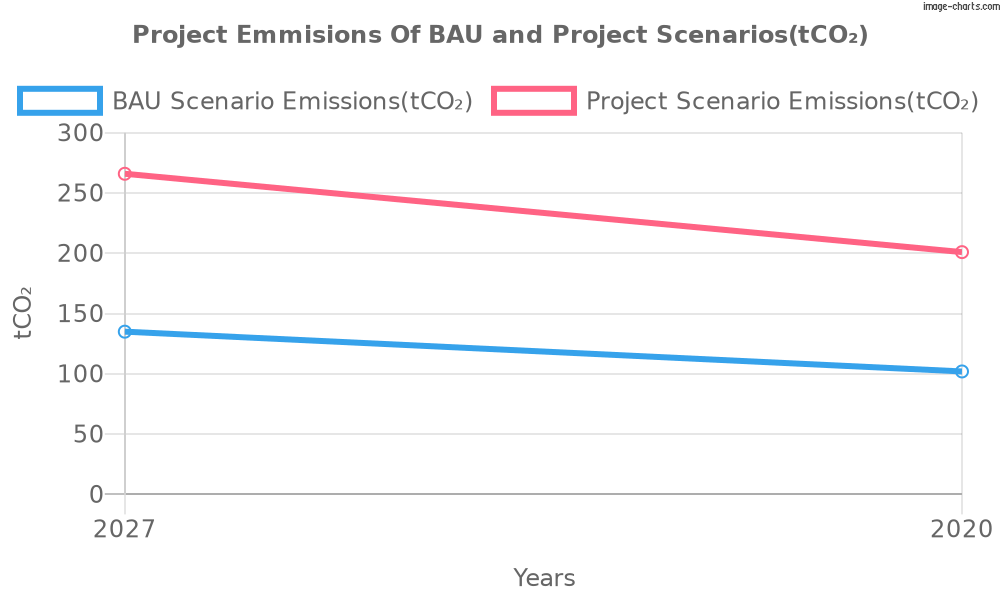 image-charts.com
Project Emmisions Of BAU and Project Scenarios(tCO₂)
BAU Scenario Emissions(tCO₂) Project Scenario Emissions(tCO₂)
300
250
200
150
100
50
0
tCO₂
2027 2020
Years